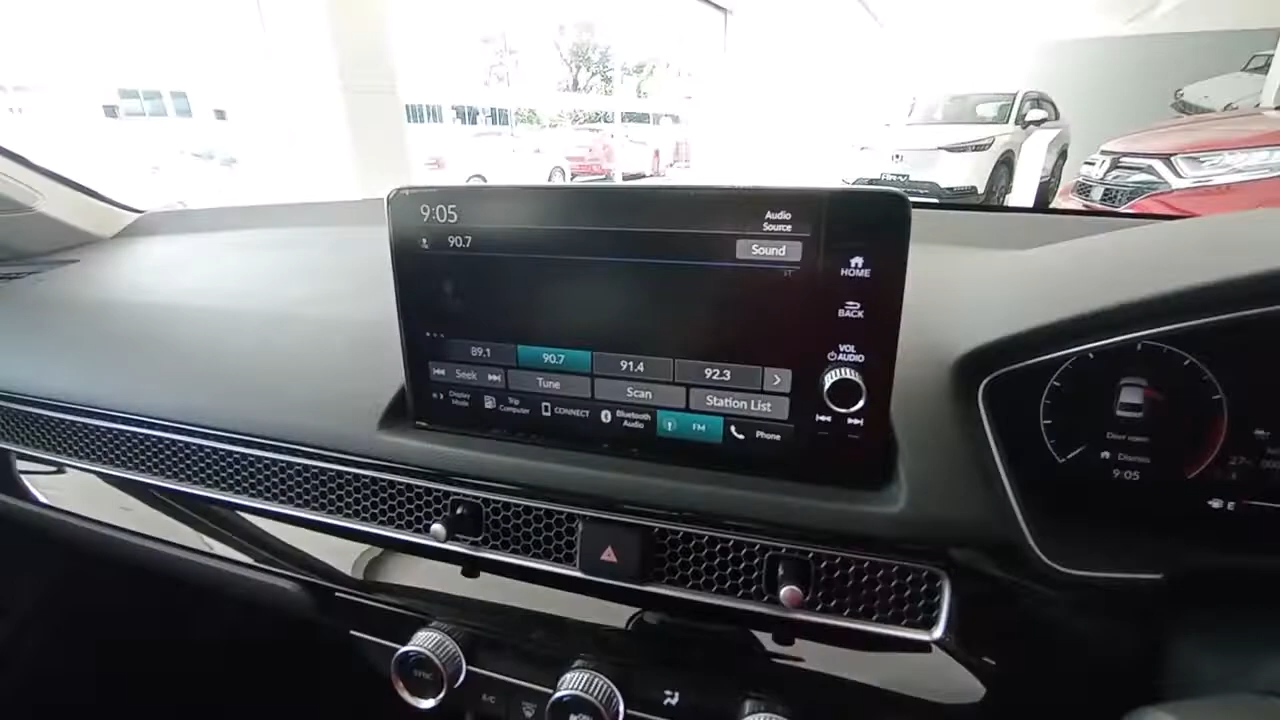 9:05
Audio
Source
90.7
Sound
HOME
BACK
VOL
AUDIO
89.1
90.7
91.4
92.3
Seek
Tune
Scan
Station List
Display
Mode
Trip
Computer
CONNECT
Bluetooth
Audio
FM
Phone
Door open
Dismiss
9:05
E
SYNC
A/C
HR-V